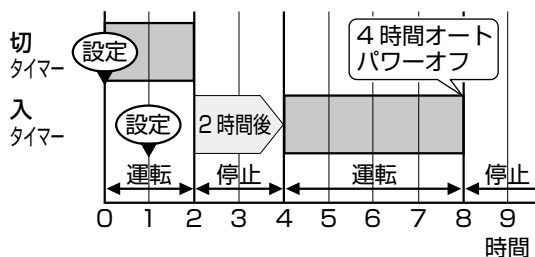 切
タイマー
設定
4時間オート
パワーオフ
入
タイマー
設定
2時間後
運転 停止 運転 停止
0 1 2 3 4 5 6 7 8 9
時間